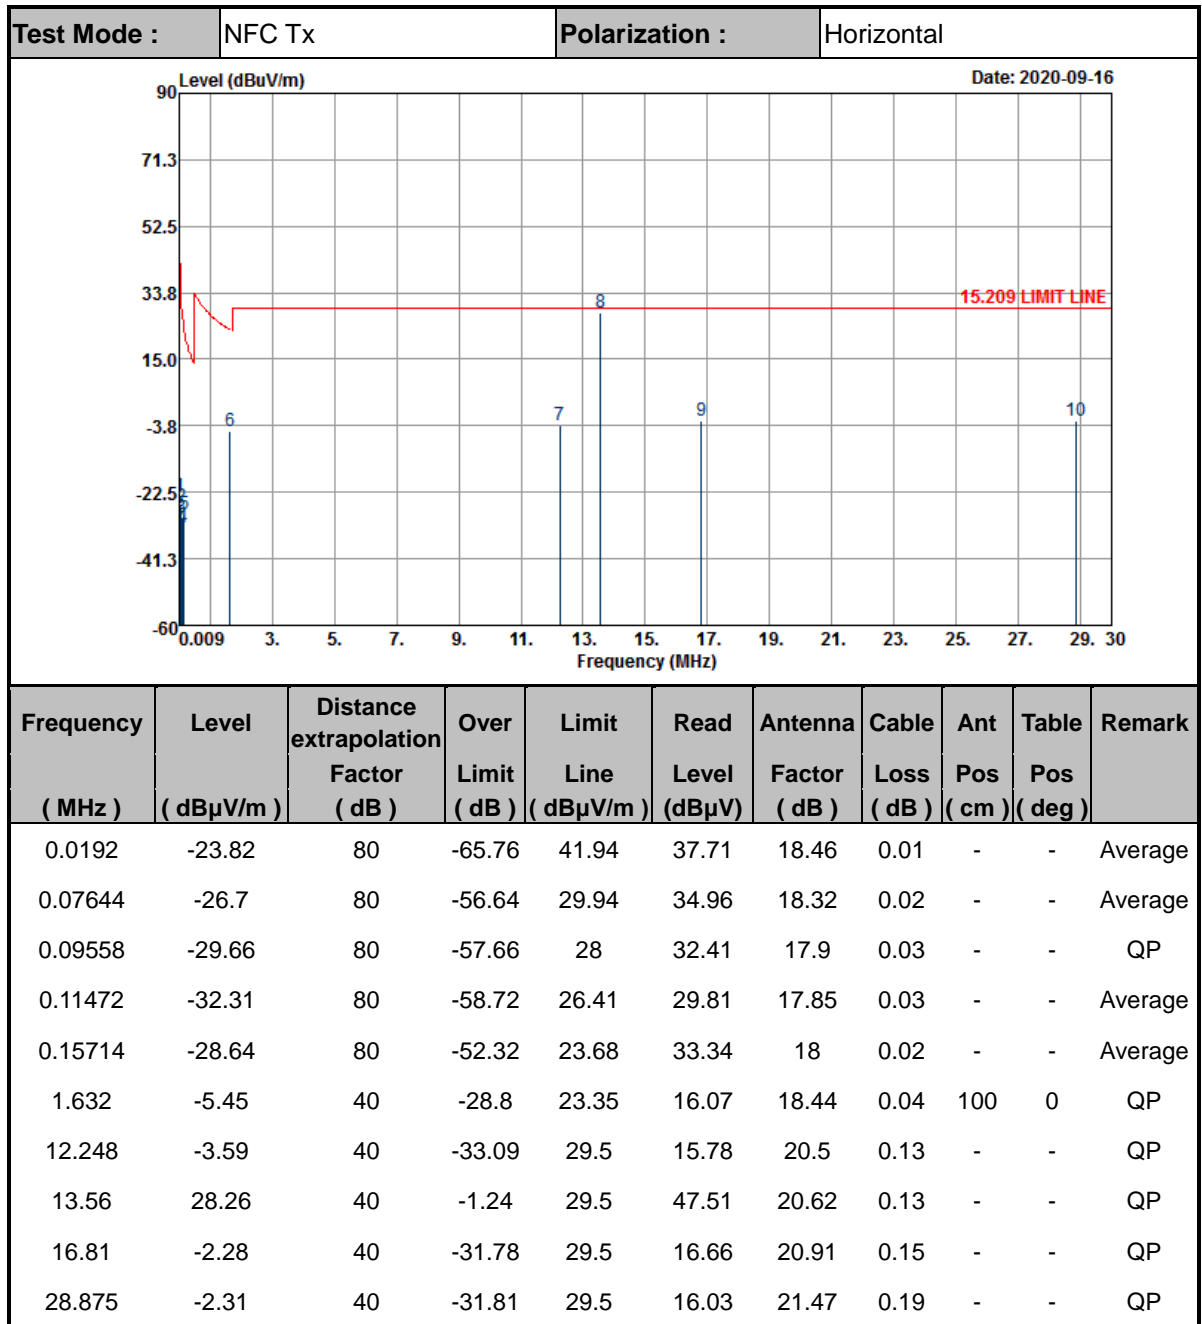 Test Mode : NFC Tx Polarization : Horizontal
Level (dBuV/m) Date: 2020-09-16
90
71.3
52.5
33.8
15.0
-3.8
-22.5
-41.3
-60
15.209 LIMIT LINE
6 7 8 9 10
0.009 3. 5. 7. 9. 11. 13. 15. 17. 19. 21. 23. 25. 27. 29. 30
Frequency (MHz)
Frequency Level Distance extrapolation Over Limit Read Antenna Cable Ant Table Remark
Factor Limit Line Level Factor Loss Pos Pos
( MHz ) ( dBµV/m ) ( dB ) ( dB ) ( dBµV/m ) (dBµV) ( dB ) ( dB ) ( cm ) ( deg )
0.0192 -23.82 80 -65.76 41.94 37.71 18.46 0.01 - - Average
0.07644 -26.7 80 -56.64 29.94 34.96 18.32 0.02 - - Average
0.09558 -29.66 80 -57.66 28 32.41 17.9 0.03 - - QP
0.11472 -32.31 80 -58.72 26.41 29.81 17.85 0.03 - - Average
0.15714 -28.64 80 -52.32 23.68 33.34 18 0.02 - - Average
1.632 -5.45 40 -28.8 23.35 16.07 18.44 0.04 100 0 QP
12.248 -3.59 40 -33.09 29.5 15.78 20.5 0.13 - - QP
13.56 28.26 40 -1.24 29.5 47.51 20.62 0.13 - - QP
16.81 -2.28 40 -31.78 29.5 16.66 20.91 0.15 - - QP
28.875 -2.31 40 -31.81 29.5 16.03 21.47 0.19 - - QP